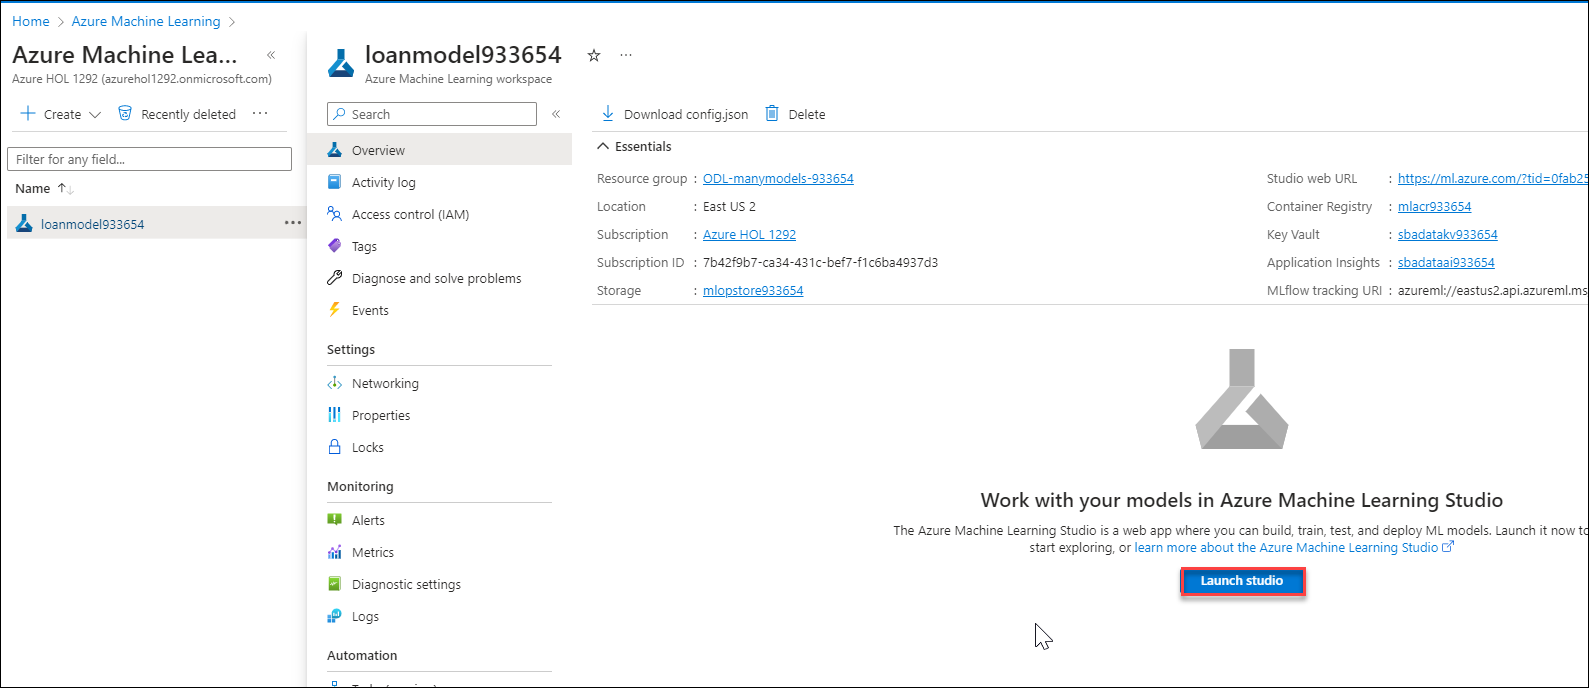 Home > Azure Machine Learning >
Azure Machine Lea... «
Azure HOL 1292 (azurehol1292.onmicrosoft.com)
Create Recently deleted ...
Filter for any field...
Name ↑↓
loanmodel933654 ...
loanmodel933654 ...
Azure Machine Learning workspace
Search «
Overview
Activity log
Access control (IAM)
Tags
Diagnose and solve problems
Events
Settings
Networking
Properties
Locks
Monitoring
Alerts
Metrics
Diagnostic settings
Logs
Automation
Download config.json Delete
Essentials
Resource group : ODL-manymodels-933654
Location : East US 2
Subscription : Azure HOL 1292
Subscription ID : 7b42f9b7-ca34-431c-bef7-f1c6ba4937d3
Storage : mlopstore933654
Studio web URL : https://ml.azure.com/?tid=0fab25
Container Registry : mlacr933654
Key Vault : sbadatakv933654
Application Insights : sbadataai933654
MLflow tracking URI : azureml://eastus2.api.azureml.ms
Work with your models in Azure Machine Learning Studio
The Azure Machine Learning Studio is a web app where you can build, train, test, and deploy ML models. Launch it now to
start exploring, or learn more about the Azure Machine Learning Studio
Launch studio